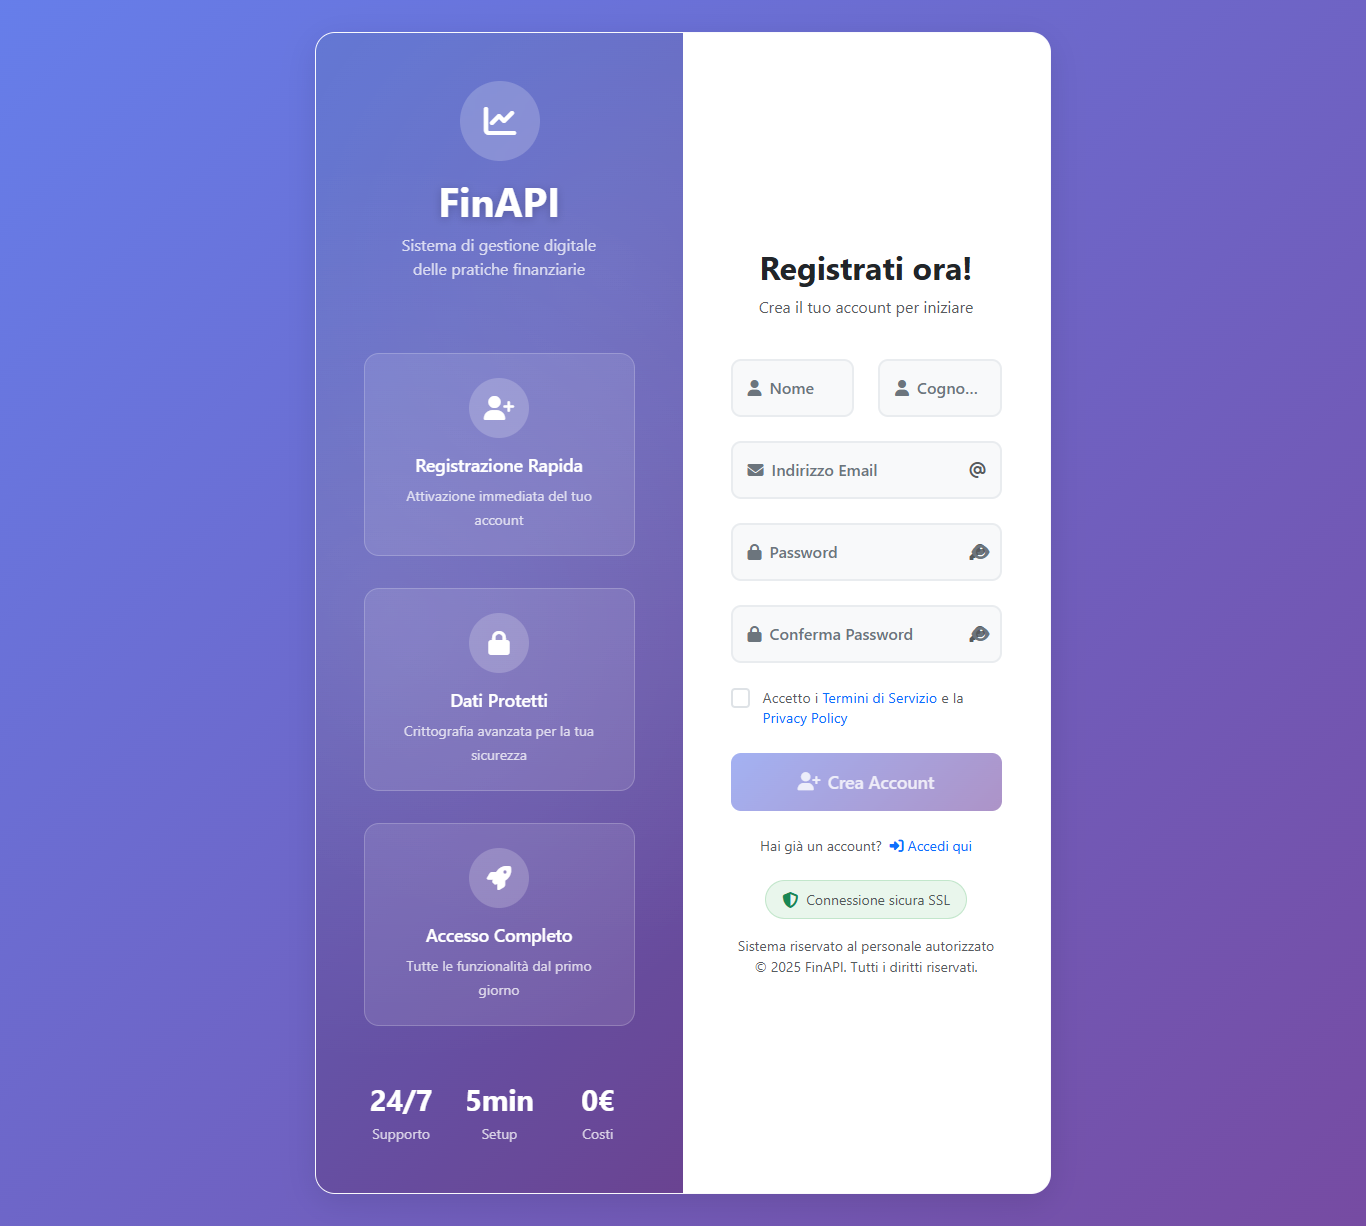 FinAPI
Sistema di gestione digitale
delle pratiche finanziarie
Registrazione Rapida
Attivazione immediata del tuo
account
Dati Protetti
Crittografia avanzata per la tua
sicurezza
Accesso Completo
Tutte le funzionalità dal primo
giorno
24/7 5min 0€
Supporto Setup Costi
Registrati ora!
Crea il tuo account per iniziare
Nome Cogno...
Indirizzo Email @
Password
Conferma Password
Accetto i Termini di Servizio e la
Privacy Policy
Crea Account
Hai già un account? Accedi qui
Connessione sicura SSL
Sistema riservato al personale autorizzato
© 2025 FinAPI. Tutti i diritti riservati.